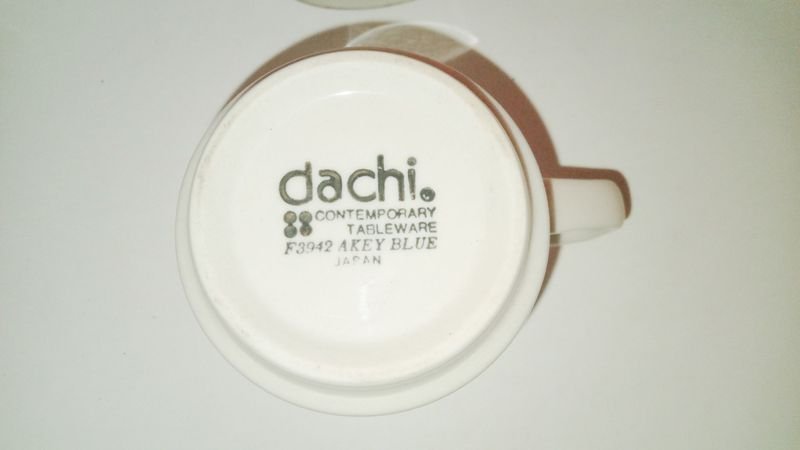 dachi.
CONTEMPORARY
TABLEWARE
F3942 AKEY BLUE
JAPAN